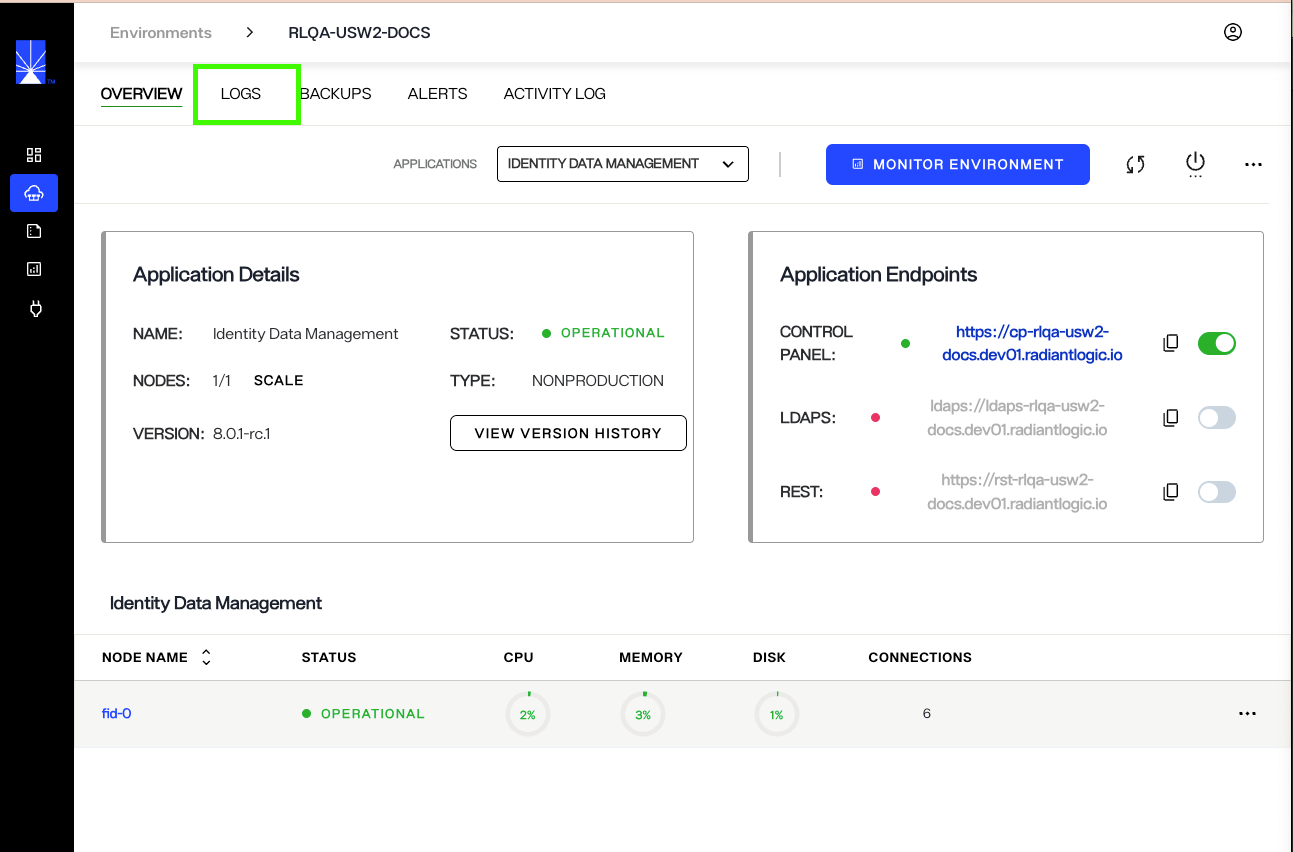 Environments > RLQA-USW2-DOCS
TM
OVERVIEW LOGS BACKUPS ALERTS ACTIVITY LOG
APPLICATIONS IDENTITY DATA MANAGEMENT MONITOR ENVIRONMENT
Application Details
NAME: Identity Data Management STATUS: OPERATIONAL
NODES: 1/1 SCALE TYPE: NONPRODUCTION
VERSION: 8.0.1-rc.1 VIEW VERSION HISTORY
Application Endpoints
CONTROL PANEL:
https://cp-rlqa-usw2-
docs.dev01.radiantlogic.io
LDAPS:
ldaps://ldaps-rlqa-usw2-
docs.dev01.radiantlogic.io
REST:
https://rst-rlqa-usw2-
docs.dev01.radiantlogic.io
Identity Data Management
NODE NAME STATUS CPU MEMORY DISK CONNECTIONS
fid-0 OPERATIONAL 2% 3% 1% 6